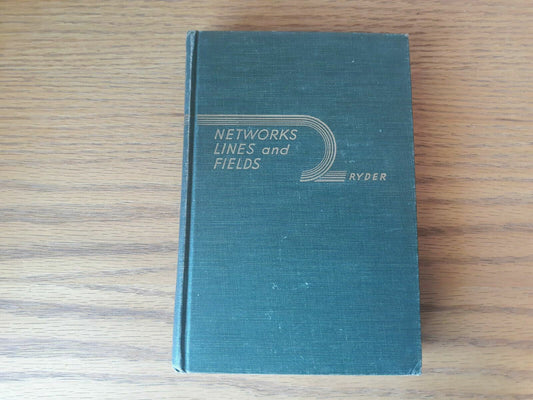 NETWORKS
LINES and
FIELDS
RYDER